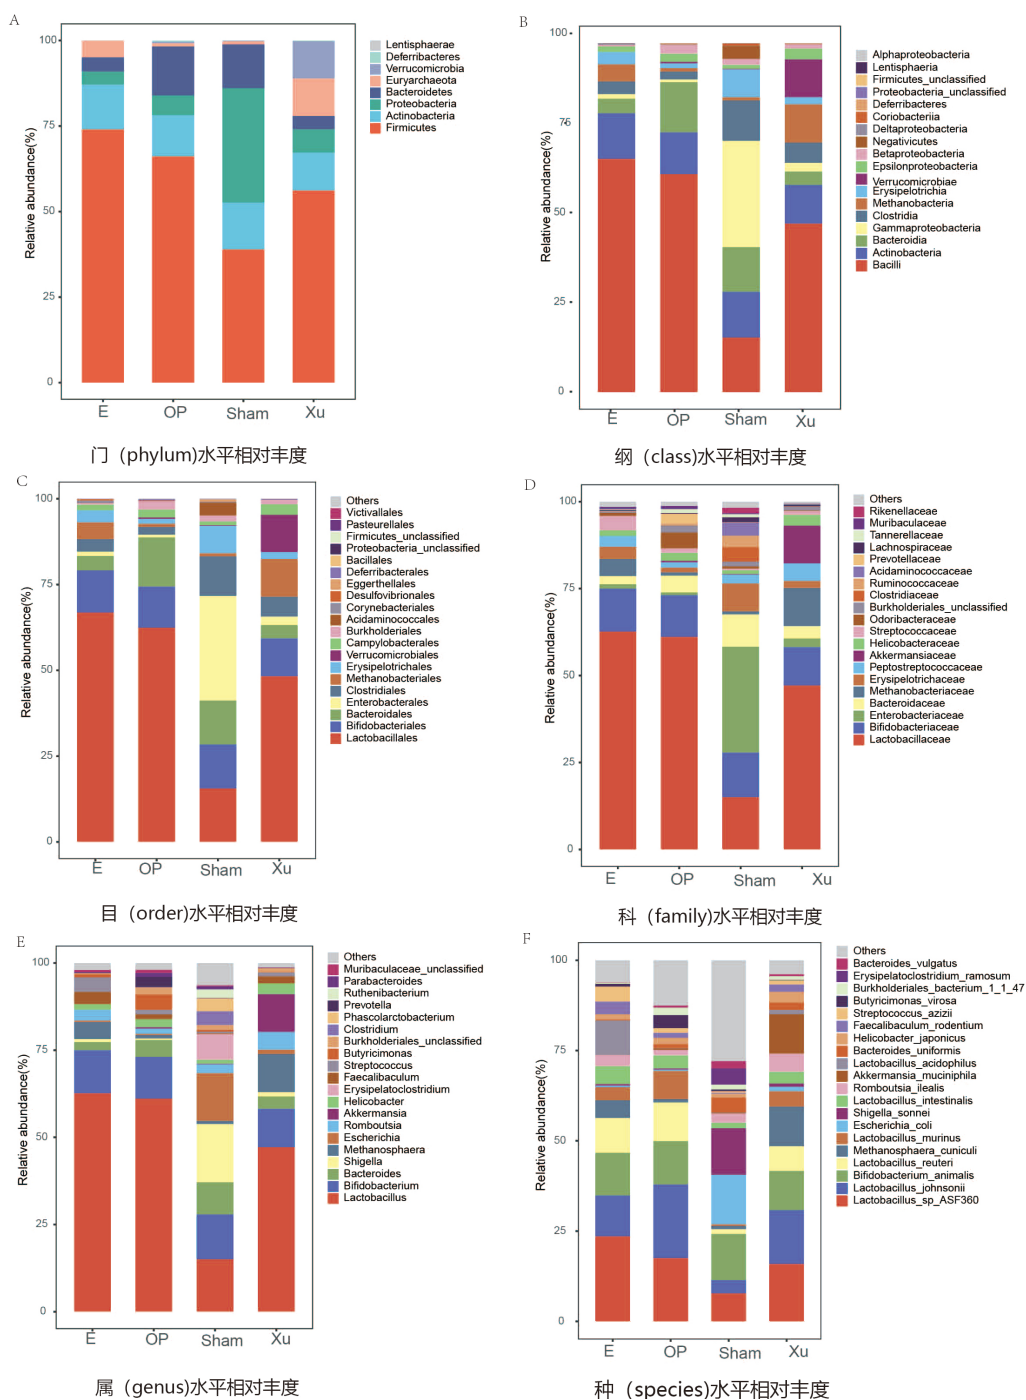 A
Relative abundance(%)
100
75
50
25
0
E OP Sham Xu
Lentisphaerae
Deferribacteres
Verrucomicrobia
Euryarchaeota
Bacteroidetes
Proteobacteria
Actinobacteria
Firmicutes
门（phylum)水平相对丰度
B
Relative abundance(%)
100
75
50
25
0
E OP Sham Xu
Alphaproteobacteria
Lentisphaeria
Firmicutes_unclassified
Proteobacteria_unclassified
Deferribacteres
Coriobacteriia
Deltaproteobacteria
Negativicutes
Betaproteobacteria
Epsilonproteobacteria
Verrucomicrobiae
Erysipelotrichia
Methanobacteria
Clostridia
Gammaproteobacteria
Bacteroidia
Actinobacteria
Bacilli
纲（class)水平相对丰度
C
Relative abundance(%)
100
75
50
25
0
E OP Sham Xu
Others
Victivallales
Pasteurellales
Firmicutes_unclassified
Proteobacteria_unclassified
Bacillales
Deferribacterales
Eggerthellales
Desulfovibrionales
Corynebacteriales
Acidaminococcales
Burkholderiales
Campylobacterales
Verrucomicrobiales
Erysipelotrichales
Methanobacteriales
Clostridiales
Enterobacterales
Bacteroidales
Bifidobacteriales
Lactobacillales
目（order)水平相对丰度
D
Relative abundance(%)
100
75
50
25
0
E OP Sham Xu
Others
Rikenellaceae
Muribaculaceae
Tannerellaceae
Lachnospiraceae
Prevotellaceae
Acidaminococcaceae
Ruminococcaceae
Clostridiaceae
Burkholderiales_unclassified
Odoribacteraceae
Streptococcaceae
Helicobacteraceae
Akkermansiaceae
Peptostreptococcaceae
Erysipelotrichaceae
Methanobacteriaceae
Bacteroidaceae
Enterobacteriaceae
Bifidobacteriaceae
Lactobacillaceae
科（family)水平相对丰度
E
Relative abundance(%)
100
75
50
25
0
E OP Sham Xu
Others
Muribaculaceae_unclassified
Parabacteroides
Ruthenibacterium
Prevotella
Phascolarctobacterium
Clostridium
Burkholderiales_unclassified
Butyricimonas
Streptococcus
Faecalibaculum
Erysipelatoclostridium
Helicobacter
Akkermansia
Romboutsia
Escherichia
Methanosphaera
Shigella
Bacteroides
Bifidobacterium
Lactobacillus
属（genus)水平相对丰度
F
Relative abundance(%)
100
75
50
25
0
E OP Sham Xu
Others
Bacteroides_vulgatus
Erysipelatoclostridium_ramosum
Burkholderiales_bacterium_1_1_47
Butyricimonas_virosa
Streptococcus_azizii
Faecalibaculum_rodentium
Helicobacter_japonicus
Bacteroides_uniformis
Lactobacillus_acidophilus
Akkermansia_muciniphila
Romboutsia_ilealis
Lactobacillus_intestinalis
Shigella_sonnei
Escherichia_coli
Lactobacillus_murinus
Methanosphaera_cuniculi
Lactobacillus_reuteri
Bifidobacterium_animalis
Lactobacillus_johnsonii
Lactobacillus_sp_ASF360
种（species)水平相对丰度